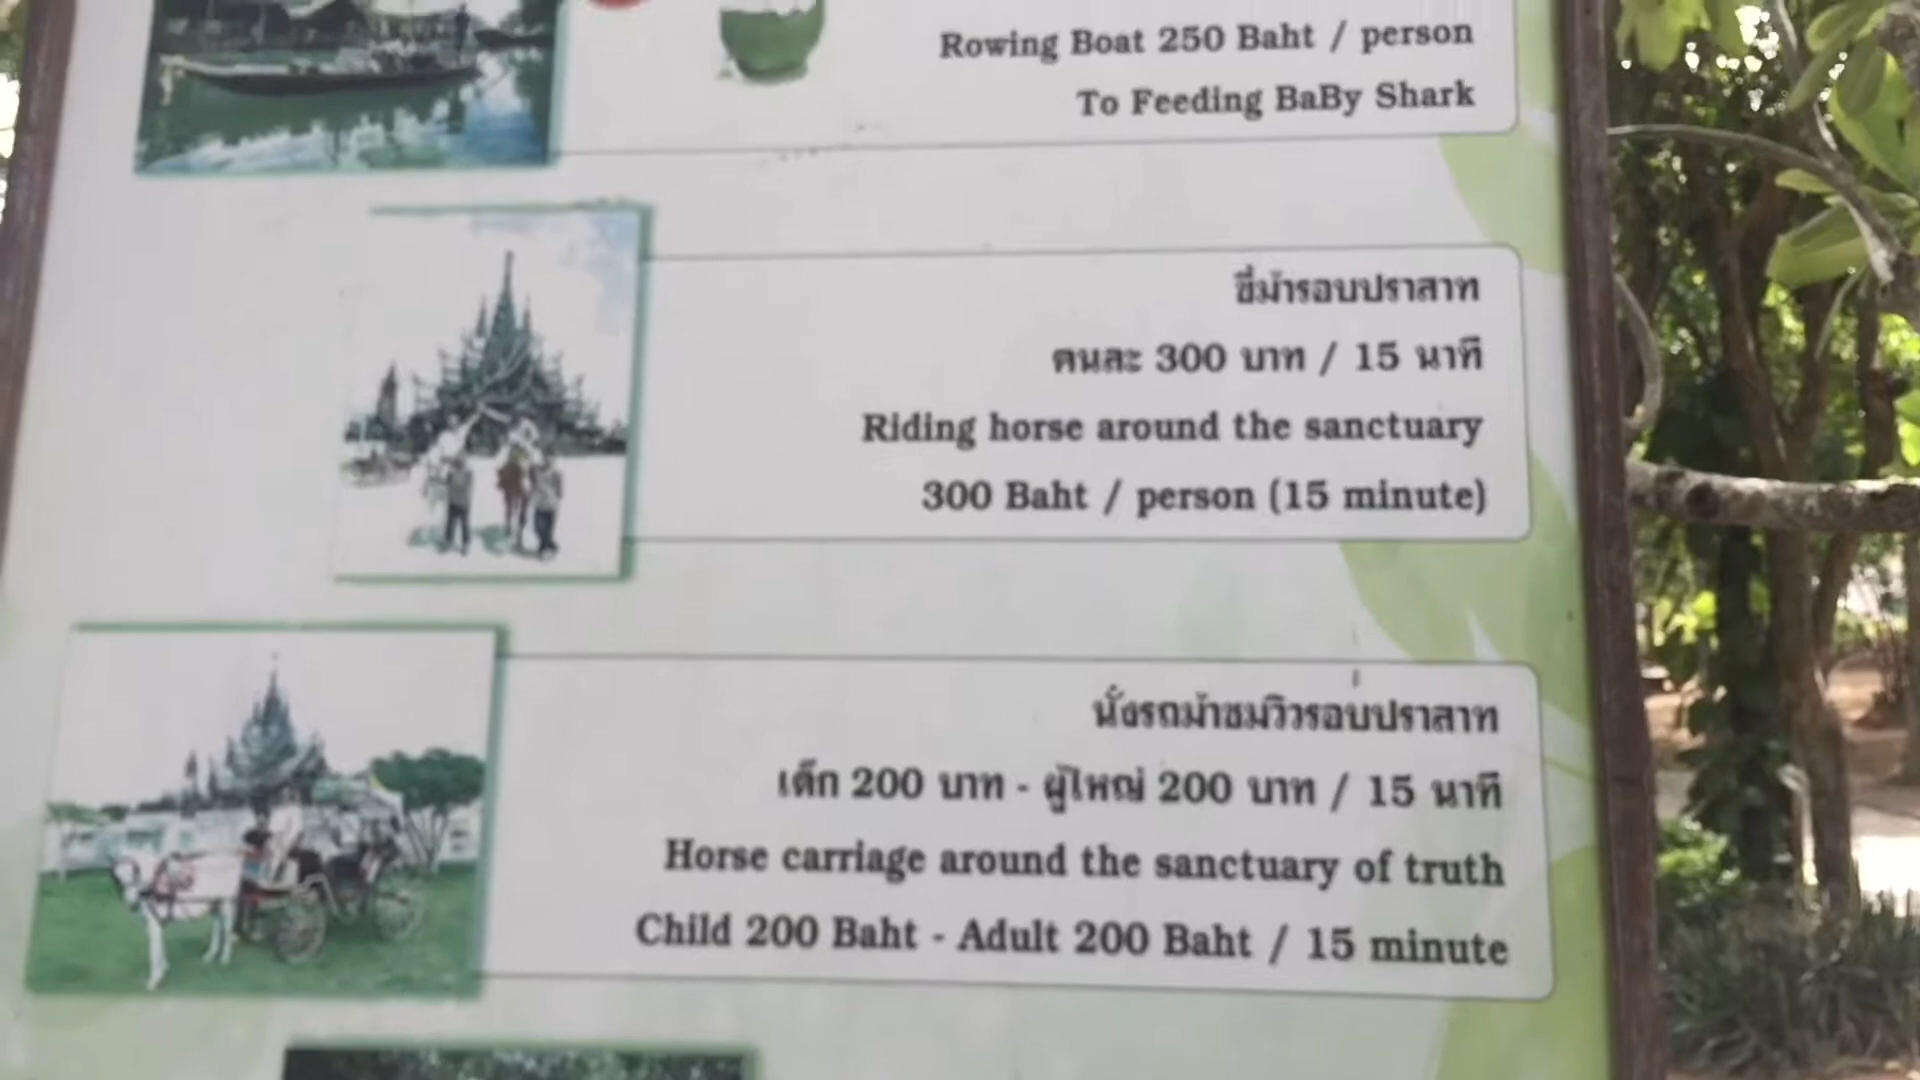 Rowing Boat 250 Baht / person
To Feeding BaBy Shark
ขี่ม้ารอบปราสาท
คนละ 300 บาท / 15 นาที
Riding horse around the sanctuary
300 Baht / person (15 minute)
นั่งรถม้าชมวิวรอบปราสาท
เด็ก 200 บาท - ผู้ใหญ่ 200 บาท / 15 นาที
Horse carriage around the sanctuary of truth
Child 200 Baht - Adult 200 Baht / 15 minute